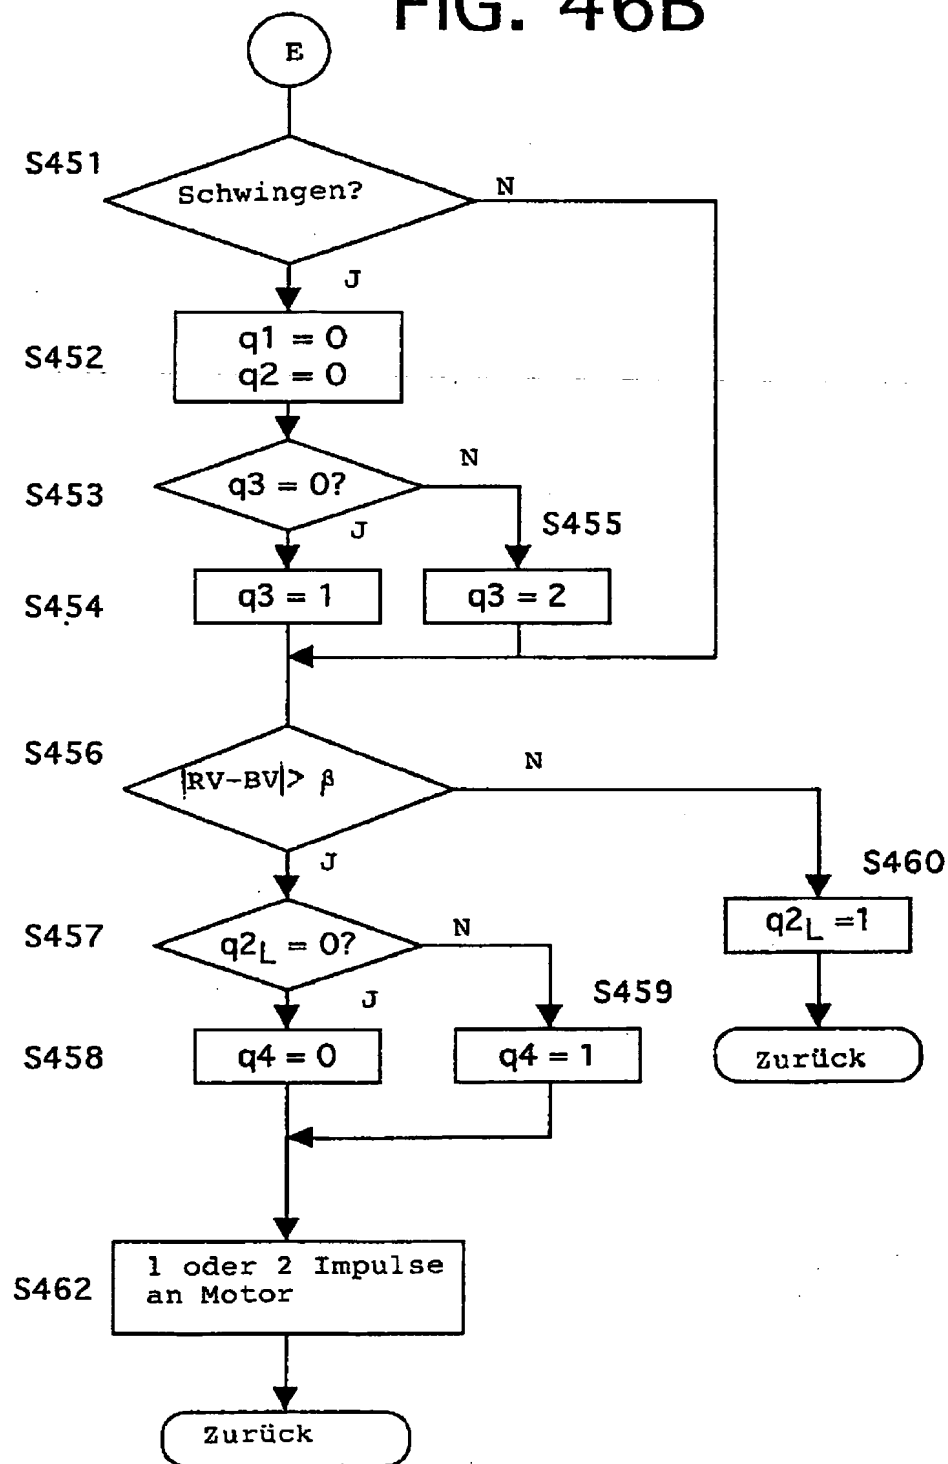 FIG. 46B
E
S451
Schwingen?
N
J
S452
q1 = 0
q2 = 0
S453
q3 = 0?
N
J
S455
S454
q3 = 1
q3 = 2
S456
|RV-BV|> β
N
J
S460
q2L =1
S457
q2L = 0?
N
J
S459
S458
q4 = 0
q4 = 1
Zurück
S462
1 oder 2 Impulse
an Motor
Zurück